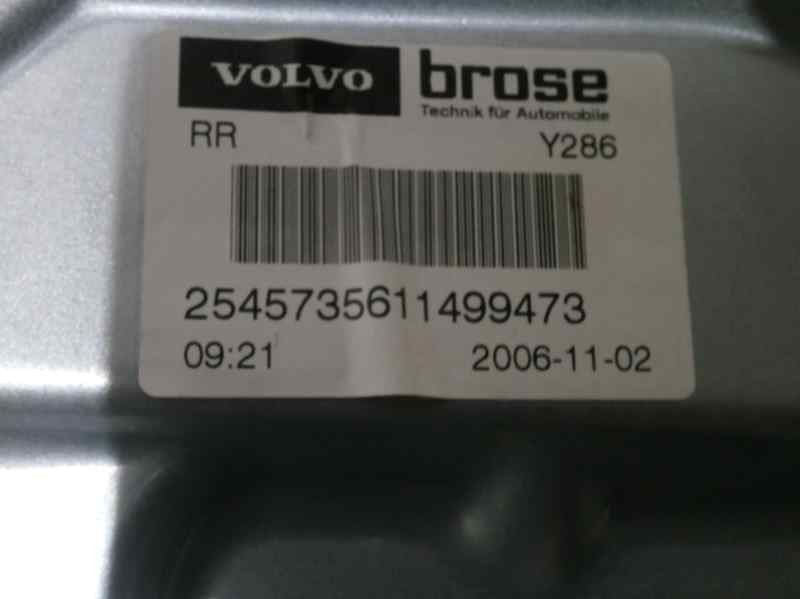 VOLVO brose
Technik für Automobile
RR Y286
2545735611499473
09:21 2006-11-02